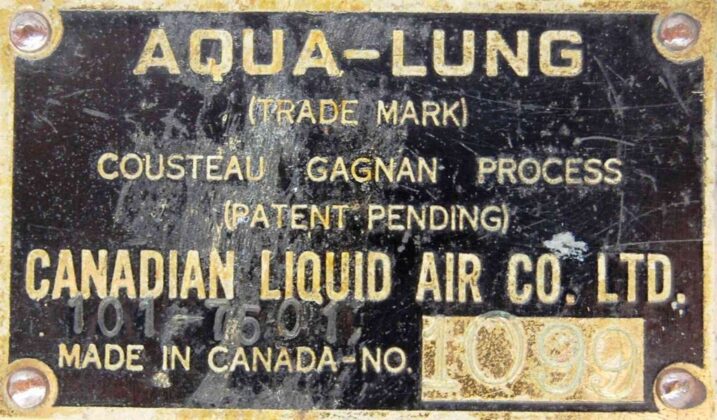 AQUA-LUNG
(TRADE MARK)
COUSTEAU GAGNAN PROCESS
(PATENT PENDING)
CANADIAN LIQUID AIR CO. LTD.
101-7501
MADE IN CANADA-NO. 1099